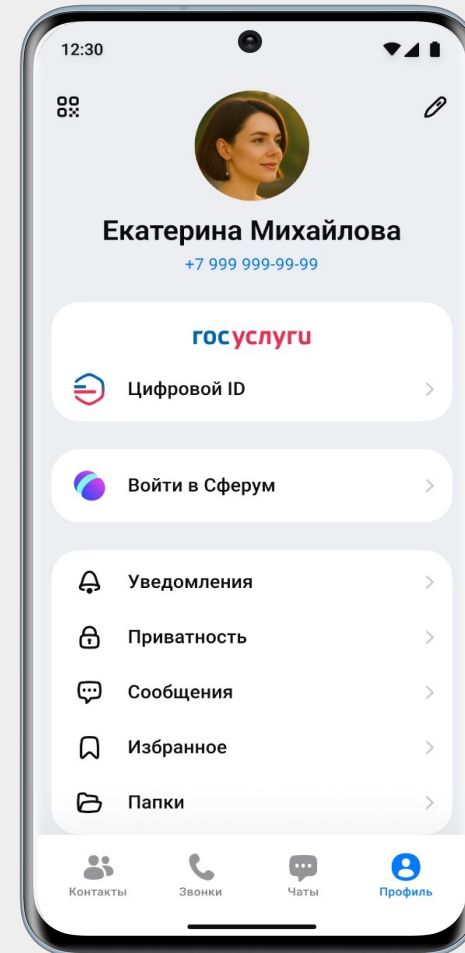 12:30
Екатерина Михайлова
+7 999 999-99-99
госуслуги
Цифровой ID
Войти в Сферум
Уведомления
Приватность
Сообщения
Избранное
Папки
Контакты
Звонки
Чаты
Профиль